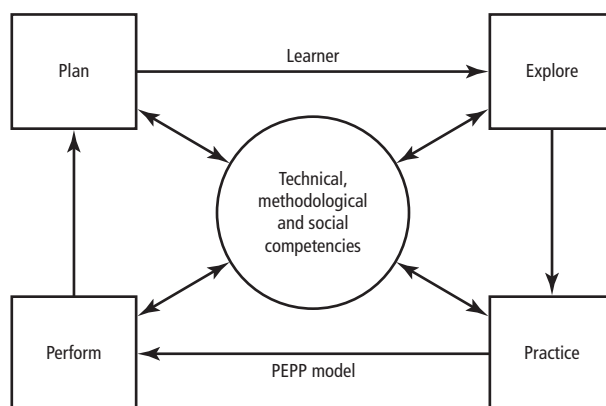 Plan
Learner
Explore
Technical,
methodological
and social
competencies
Perform
PEPP model
Practice